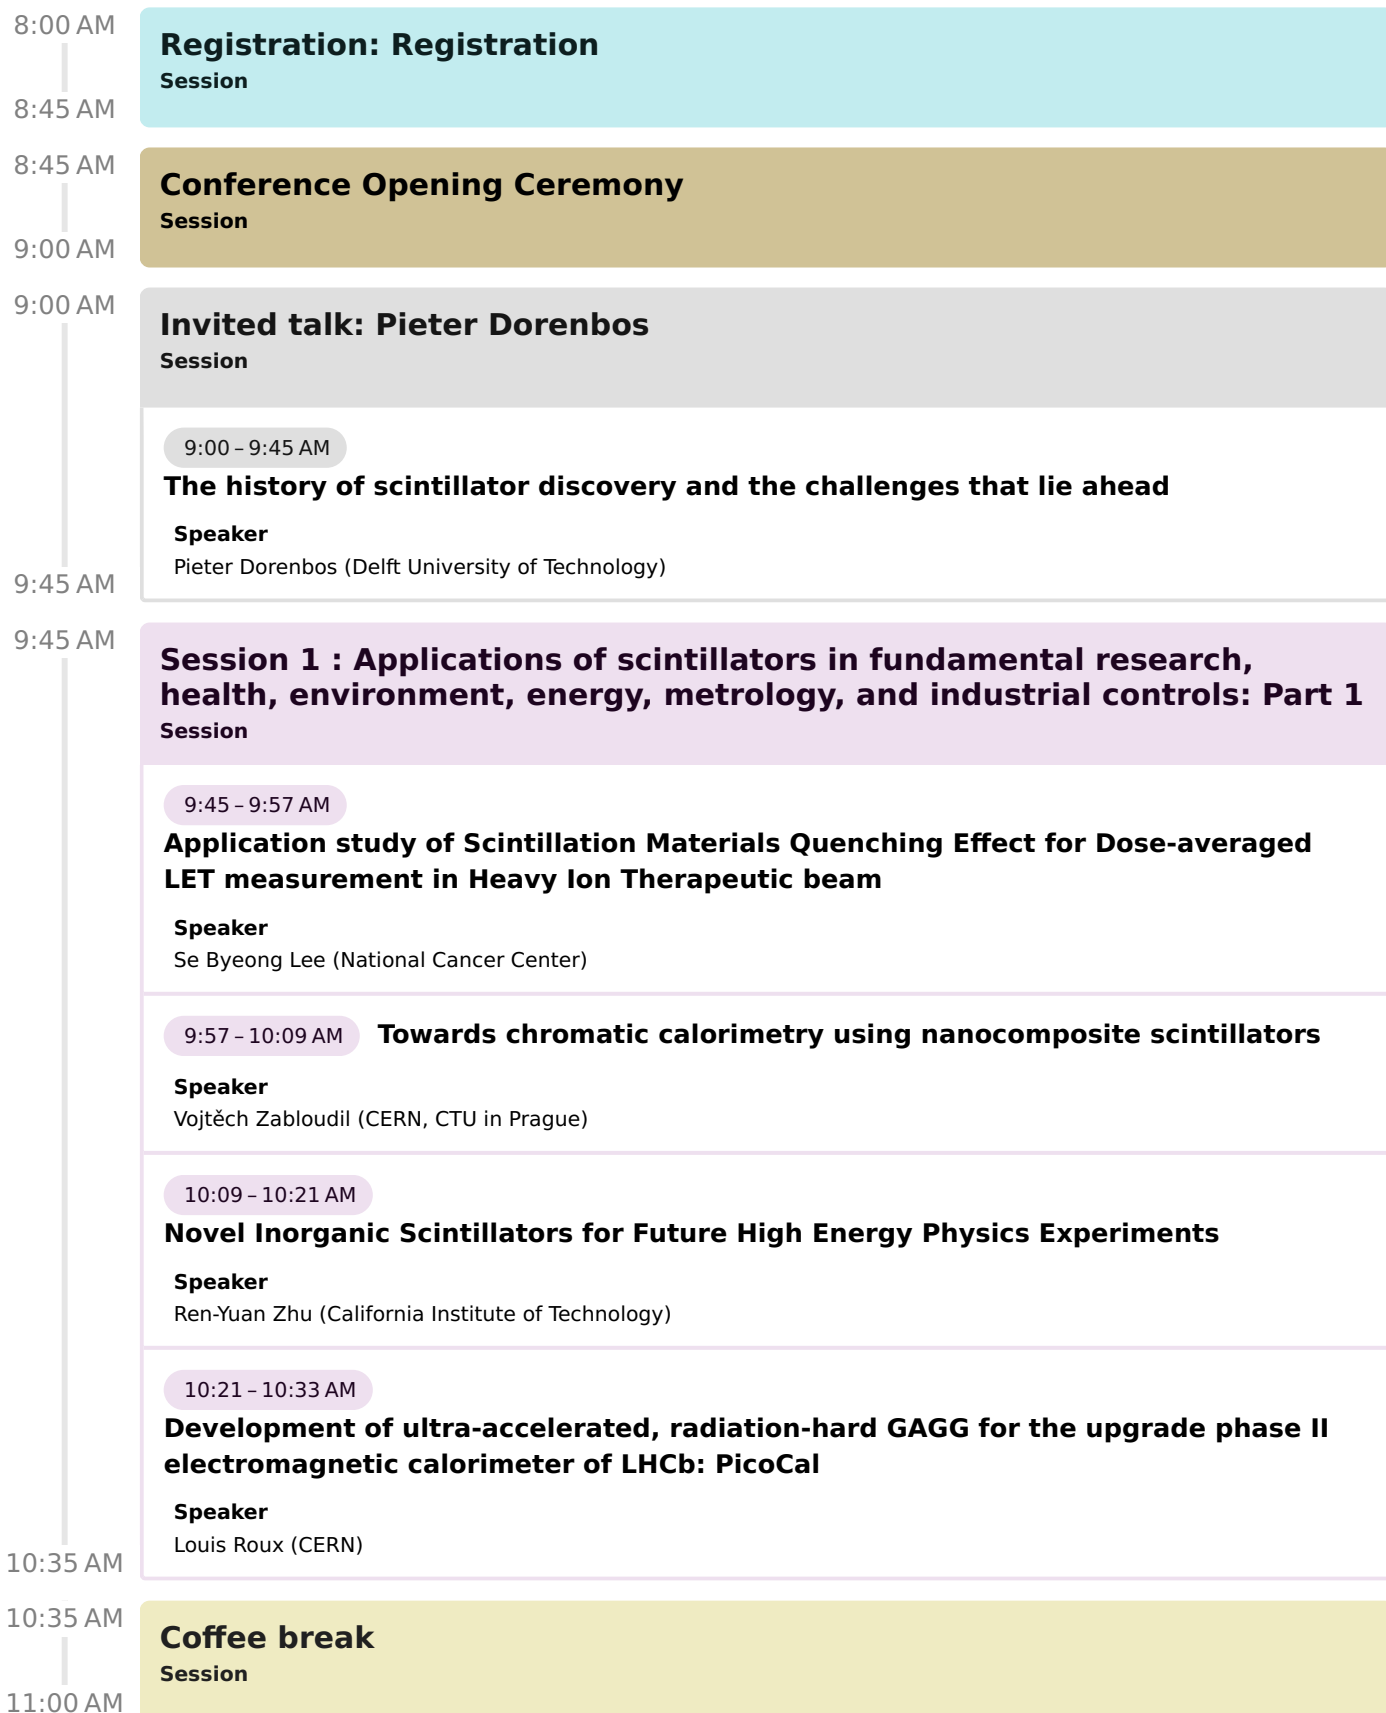 8:00 AM
Registration: Registration
Session
8:45 AM
8:45 AM
Conference Opening Ceremony
Session
9:00 AM
9:00 AM
Invited talk: Pieter Dorenbos
Session
9:00 – 9:45 AM
The history of scintillator discovery and the challenges that lie ahead
Speaker
Pieter Dorenbos (Delft University of Technology)
9:45 AM
9:45 AM
Session 1 : Applications of scintillators in fundamental research,
health, environment, energy, metrology, and industrial controls: Part 1
Session
9:45 – 9:57 AM
Application study of Scintillation Materials Quenching Effect for Dose-averaged
LET measurement in Heavy Ion Therapeutic beam
Speaker
Se Byeong Lee (National Cancer Center)
9:57 – 10:09 AM Towards chromatic calorimetry using nanocomposite scintillators
Speaker
Vojtěch Zabloudil (CERN, CTU in Prague)
10:09 – 10:21 AM
Novel Inorganic Scintillators for Future High Energy Physics Experiments
Speaker
Ren-Yuan Zhu (California Institute of Technology)
10:21 – 10:33 AM
Development of ultra-accelerated, radiation-hard GAGG for the upgrade phase II
electromagnetic calorimeter of LHCb: PicoCal
Speaker
Louis Roux (CERN)
10:35 AM
10:35 AM
Coffee break
Session
11:00 AM